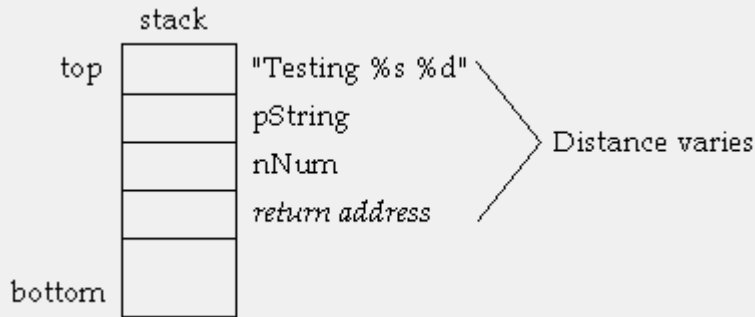 stack
top
"Testing %s %d"
pString
nNum
return address
Distance varies
bottom